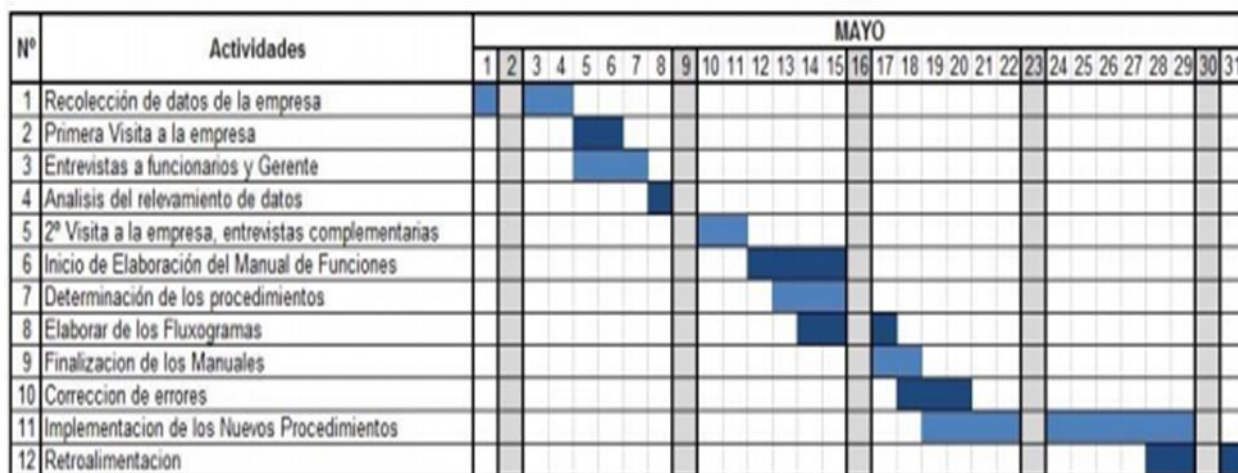 Nº Actividades MAYO
1 2 3 4 5 6 7 8 9 10 11 12 13 14 15 16 17 18 19 20 21 22 23 24 25 26 27 28 29 30 31
1 Recolección de datos de la empresa
2 Primera Visita a la empresa
3 Entrevistas a funcionarios y Gerente
4 Analisis del relevamiento de datos
5 2º Visita a la empresa, entrevistas complementarias
6 Inicio de Elaboración del Manual de Funciones
7 Determinación de los procedimientos
8 Elaborar de los Fluxogramas
9 Finalizacion de los Manuales
10 Correccion de errores
11 Implementacion de los Nuevos Procedimientos
12 Retroalimentacion